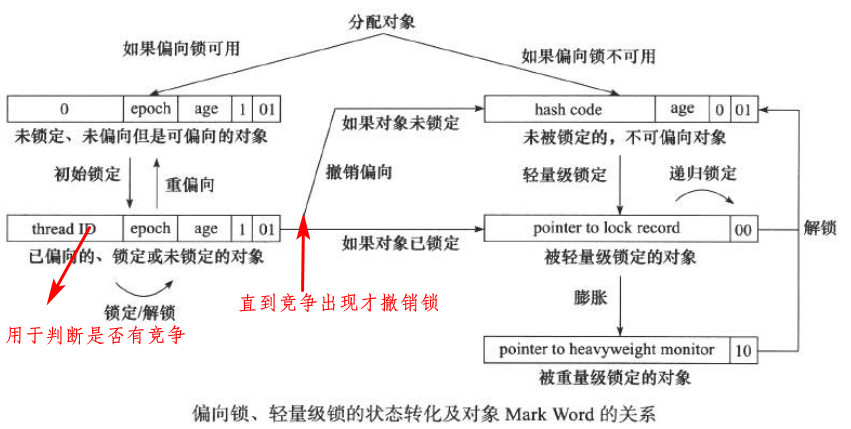 分配对象
如果偏向锁可用
如果偏向锁不可用
0 epoch age 1 01
hash code age 0 01
未锁定、未偏向但是可偏向的对象
如果对象未锁定
未被锁定的，不可偏向对象
初始锁定
重偏向
撤销偏向
轻量级锁定
递归锁定
thread ID epoch age 1 01
pointer to lock record 00
解锁
已偏向的、锁定或未锁定的对象
如果对象已锁定
被轻量级锁定的对象
锁定/解锁
直到竞争出现才撤销锁
膨胀
用于判断是否有竞争
pointer to heavyweight monitor 10
被重量级锁定的对象
偏向锁、轻量级锁的状态转化及对象 Mark Word 的关系